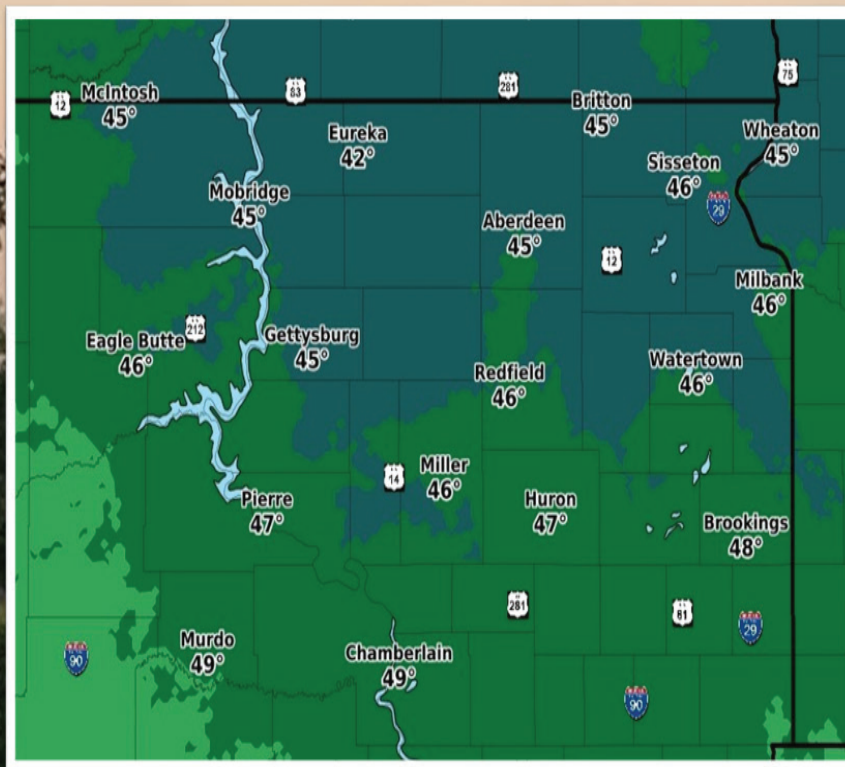 12
McIntosh
45°
83
281
75
Britton
45°
Eureka
42°
Wheaton
45°
Sisseton
46°
Mobridge
45°
29
Aberdeen
45°
12
Milbank
46°
212
Eagle Butte
46°
Gettysburg
45°
Redfield
46°
Watertown
46°
14
Miller
46°
Pierre
47°
Huron
47°
Brookings
48°
281
81
29
Murdo
49°
90
Chamberlain
49°
90